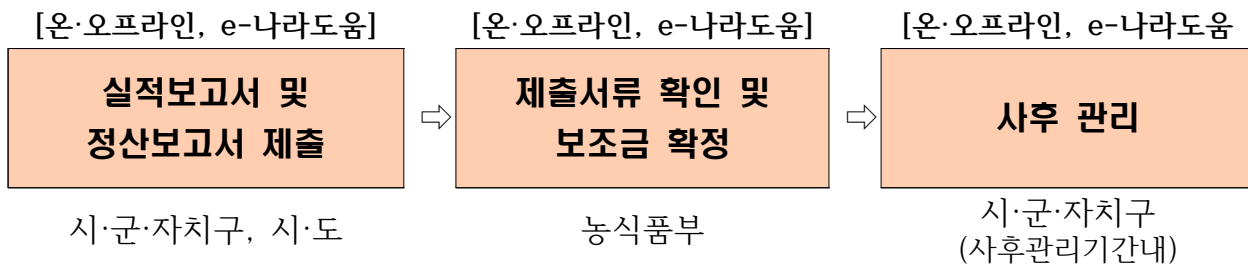 [온·오프라인, e-나라도움]
실적보고서 및
정산보고서 제출
시·군·자치구, 시·도
⇨
[온·오프라인, e-나라도움]
제출서류 확인 및
보조금 확정
농식품부
⇨
[온·오프라인, e-나라도움
사후 관리
시·군·자치구
(사후관리기간내)